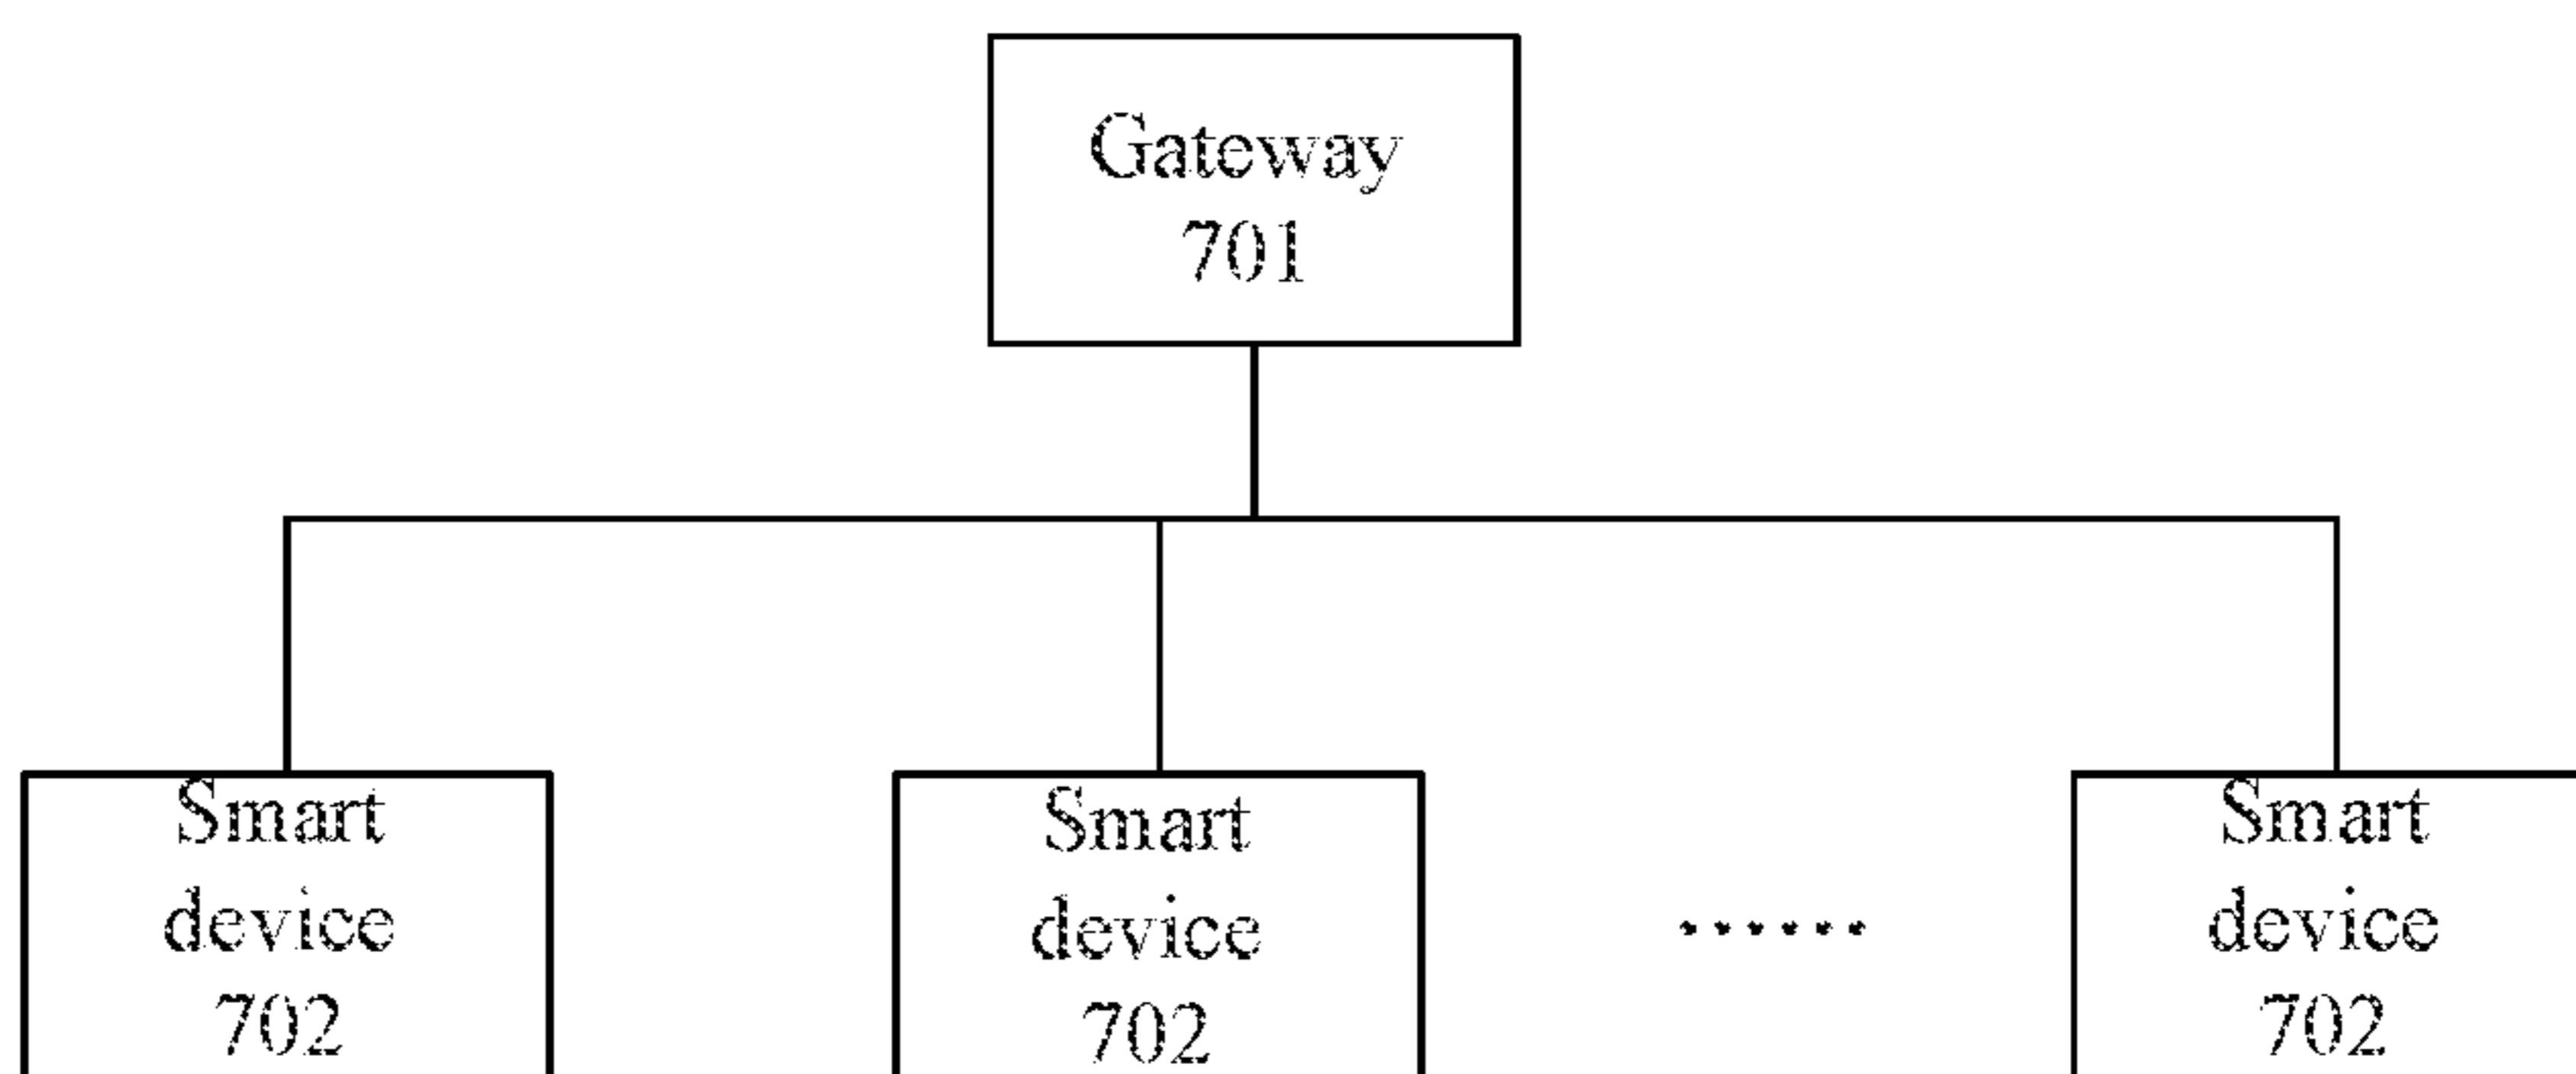 Gateway
701
Smart
device
702
Smart
device
702
......
Smart
device
702